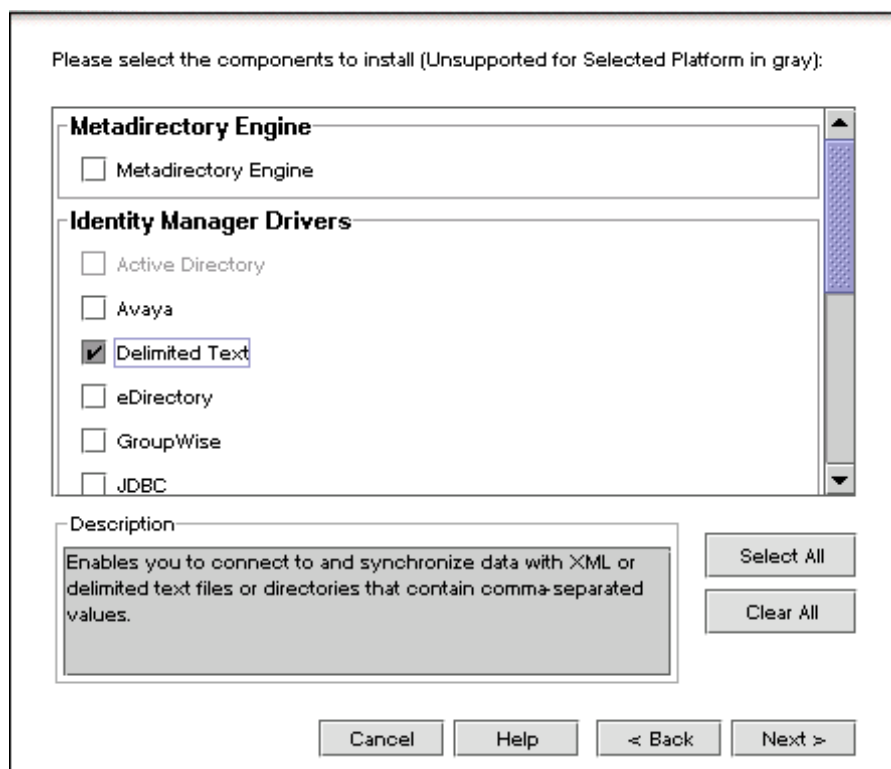 Please select the components to install (Unsupported for Selected Platform in gray):
Metadirectory Engine
Metadirectory Engine
Identity Manager Drivers
Active Directory
Avaya
Delimited Text
eDirectory
GroupWise
JDBC
Description
Enables you to connect to and synchronize data with XML or
delimited text files or directories that contain comma-separated
values.
Select All
Clear All
Cancel
Help
< Back
Next >